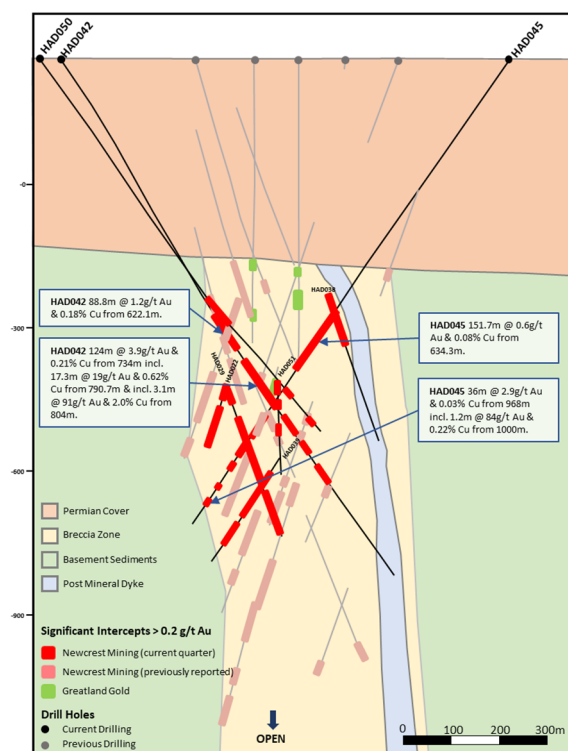 HAD050
HAD042
HAD045
-0
HAD038
HAD042 88.8m @ 1.2g/t Au
& 0.18% Cu from 622.1m.
-300
HAD045 151.7m @ 0.6g/t
Au & 0.08% Cu from
634.3m.
HAD042 124m @ 3.9g/t Au &
0.21% Cu from 734m incl.
17.3m @ 19g/t Au & 0.62%
Cu from 790.7m & incl. 3.1m
@ 91g/t Au & 2.0% Cu from
804m.
HAD029
HAD022
HAD051
HAD045 36m @ 2.9g/t Au &
0.03% Cu from 968m
incl. 1.2m @ 84g/t Au &
0.22% Cu from 1000m.
-600
Permian Cover
Breccia Zone
Basement Sediments
Post Mineral Dyke
-900
Significant Intercepts > 0.2 g/t Au
Newcrest Mining (current quarter)
Newcrest Mining (previously reported)
Greatland Gold
Drill Holes
Current Drilling
Previous Drilling
OPEN
0 100 200 300m